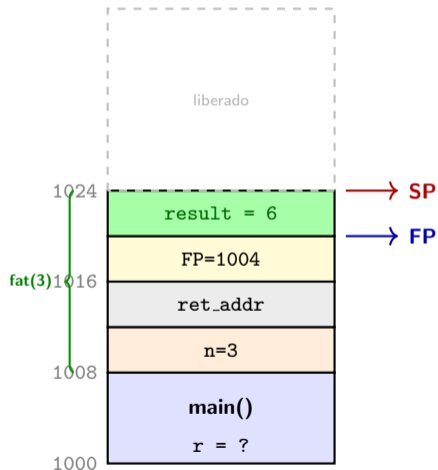 liberado
1024
SP
result = 6
FP
FP=1004
fat(3)
1016
ret_addr
n=3
1008
main()
r = ?
1000